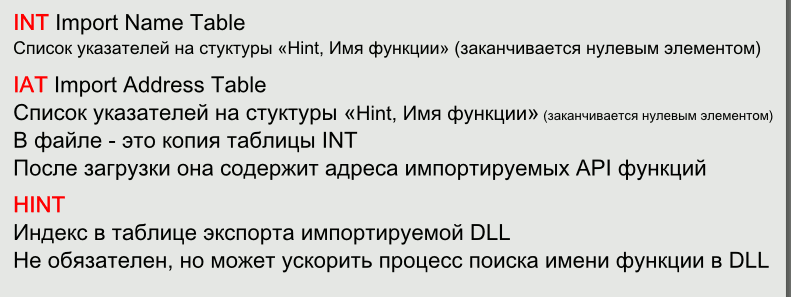 INT Import Name Table
Список указателей на стуктуры «Hint, Имя функции» (заканчивается нулевым элементом)
IAT Import Address Table
Список указателей на стуктуры «Hint, Имя функции» (заканчивается нулевым элементом)
В файле - это копия таблицы INT
После загрузки она содержит адреса импортируемых API функций
HINT
Индекс в таблице экспорта импортируемой DLL
Не обязателен, но может ускорить процесс поиска имени функции в DLL